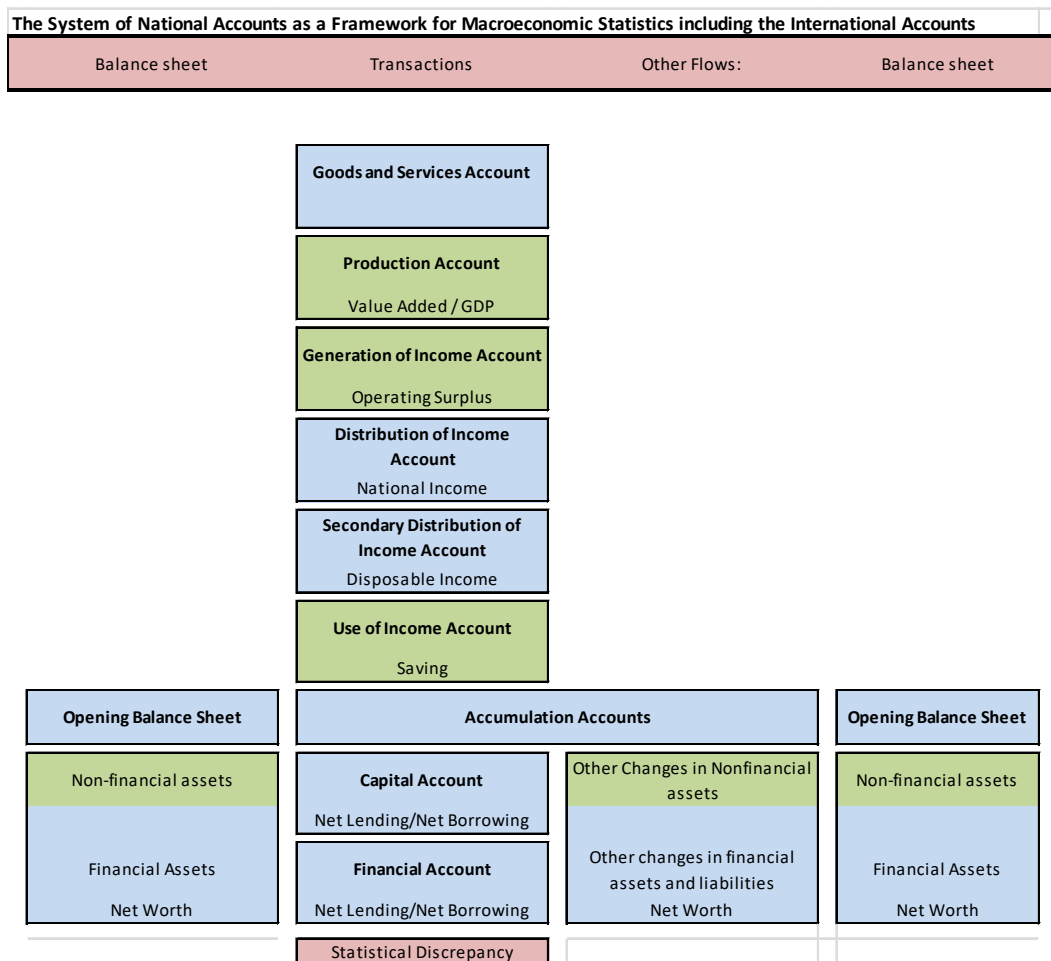 The System of National Accounts as a Framework for Macroeconomic Statistics including the International Accounts
Balance sheet
Transactions
Other Flows:
Balance sheet
Goods and Services Account
Production Account
Value Added / GDP
Generation of Income Account
Operating Surplus
Distribution of Income
Account
National Income
Secondary Distribution of
Income Account
Disposable Income
Use of Income Account
Saving
Opening Balance Sheet
Accumulation Accounts
Opening Balance Sheet
Non-financial assets
Financial Assets
Net Worth
Capital Account
Net Lending/Net Borrowing
Financial Account
Net Lending/Net Borrowing
Statistical Discrepancy
Other Changes in Nonfinancial
assets
Other changes in financial
assets and liabilities
Net Worth
Non-financial assets
Financial Assets
Net Worth